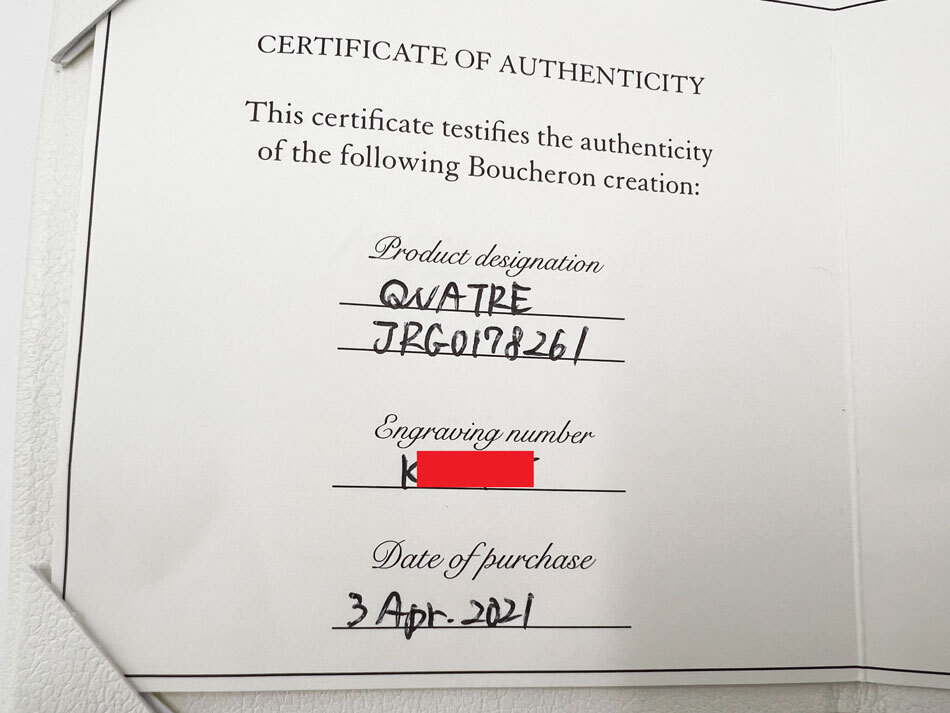 CERTIFICATE OF AUTHENTICITY
This certificate testifies the authenticity
of the following Boucheron creation:
Product designation
QUATRE
JRG0178261
Engraving number
K
Date of purchase
3 Apr. 2021